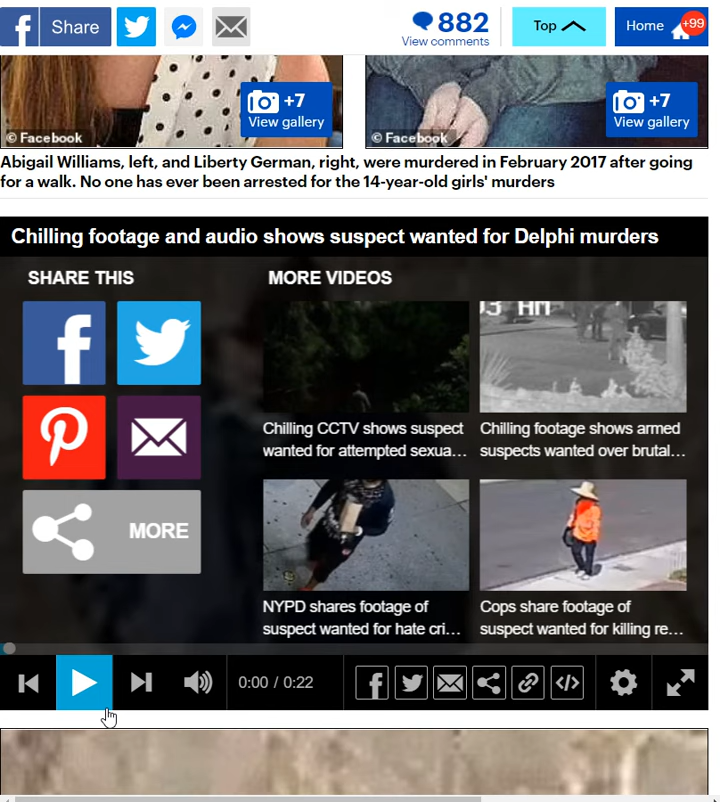 Share
882
View comments
Top
Home
+99
+7
View gallery
© Facebook
+7
View gallery
© Facebook
Abigail Williams, left, and Liberty German, right, were murdered in February 2017 after going
for a walk. No one has ever been arrested for the 14-year-old girls' murders
Chilling footage and audio shows suspect wanted for Delphi murders
SHARE THIS
MORE VIDEOS
MORE
3 AM
Chilling CCTV shows suspect
wanted for attempted sexua...
Chilling footage shows armed
suspects wanted over brutal...
NYPD shares footage of
suspect wanted for hate cri...
Cops share footage of
suspect wanted for killing re...
0:00 / 0:22